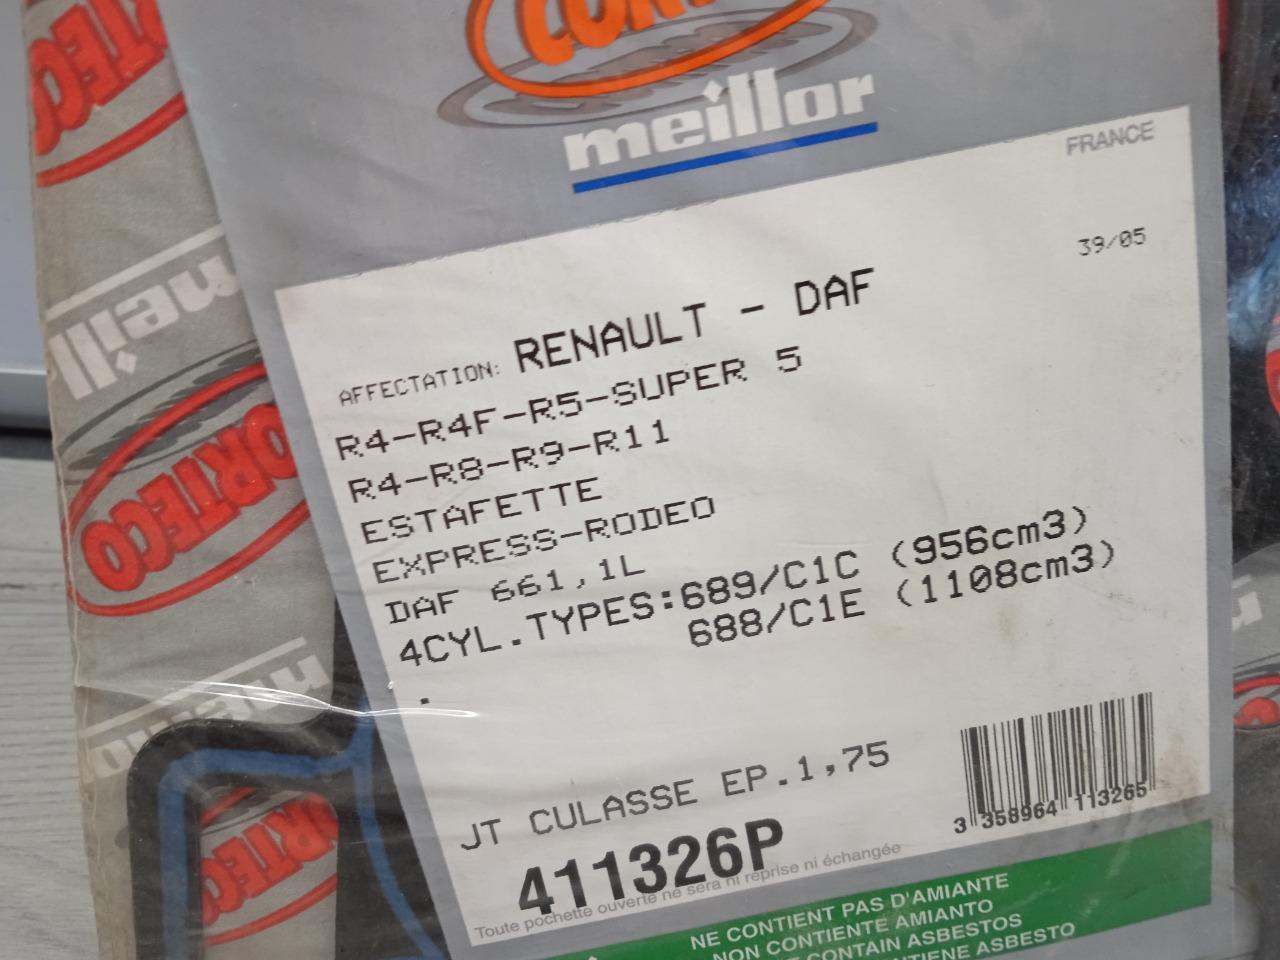 meillor
FRANCE
39/05
AFFECTATION: RENAULT - DAF
R4-R4F-R5-SUPER 5
R4-R8-R9-R11
ESTAFETTE
EXPRESS-RODEO
DAF 661,1L
4CYL.TYPES:689/C1C (956cm3)
688/C1E (1108cm3)
.
JT CULASSE EP.1,75
411326P
3 358964 113265
Toute pochette ouverte ne sera ni reprise ni échangée
NE CONTIENT PAS D'AMIANTE
NON CONTIENTE AMIANTO
CONTAIN ASBESTOS
ASBESTO